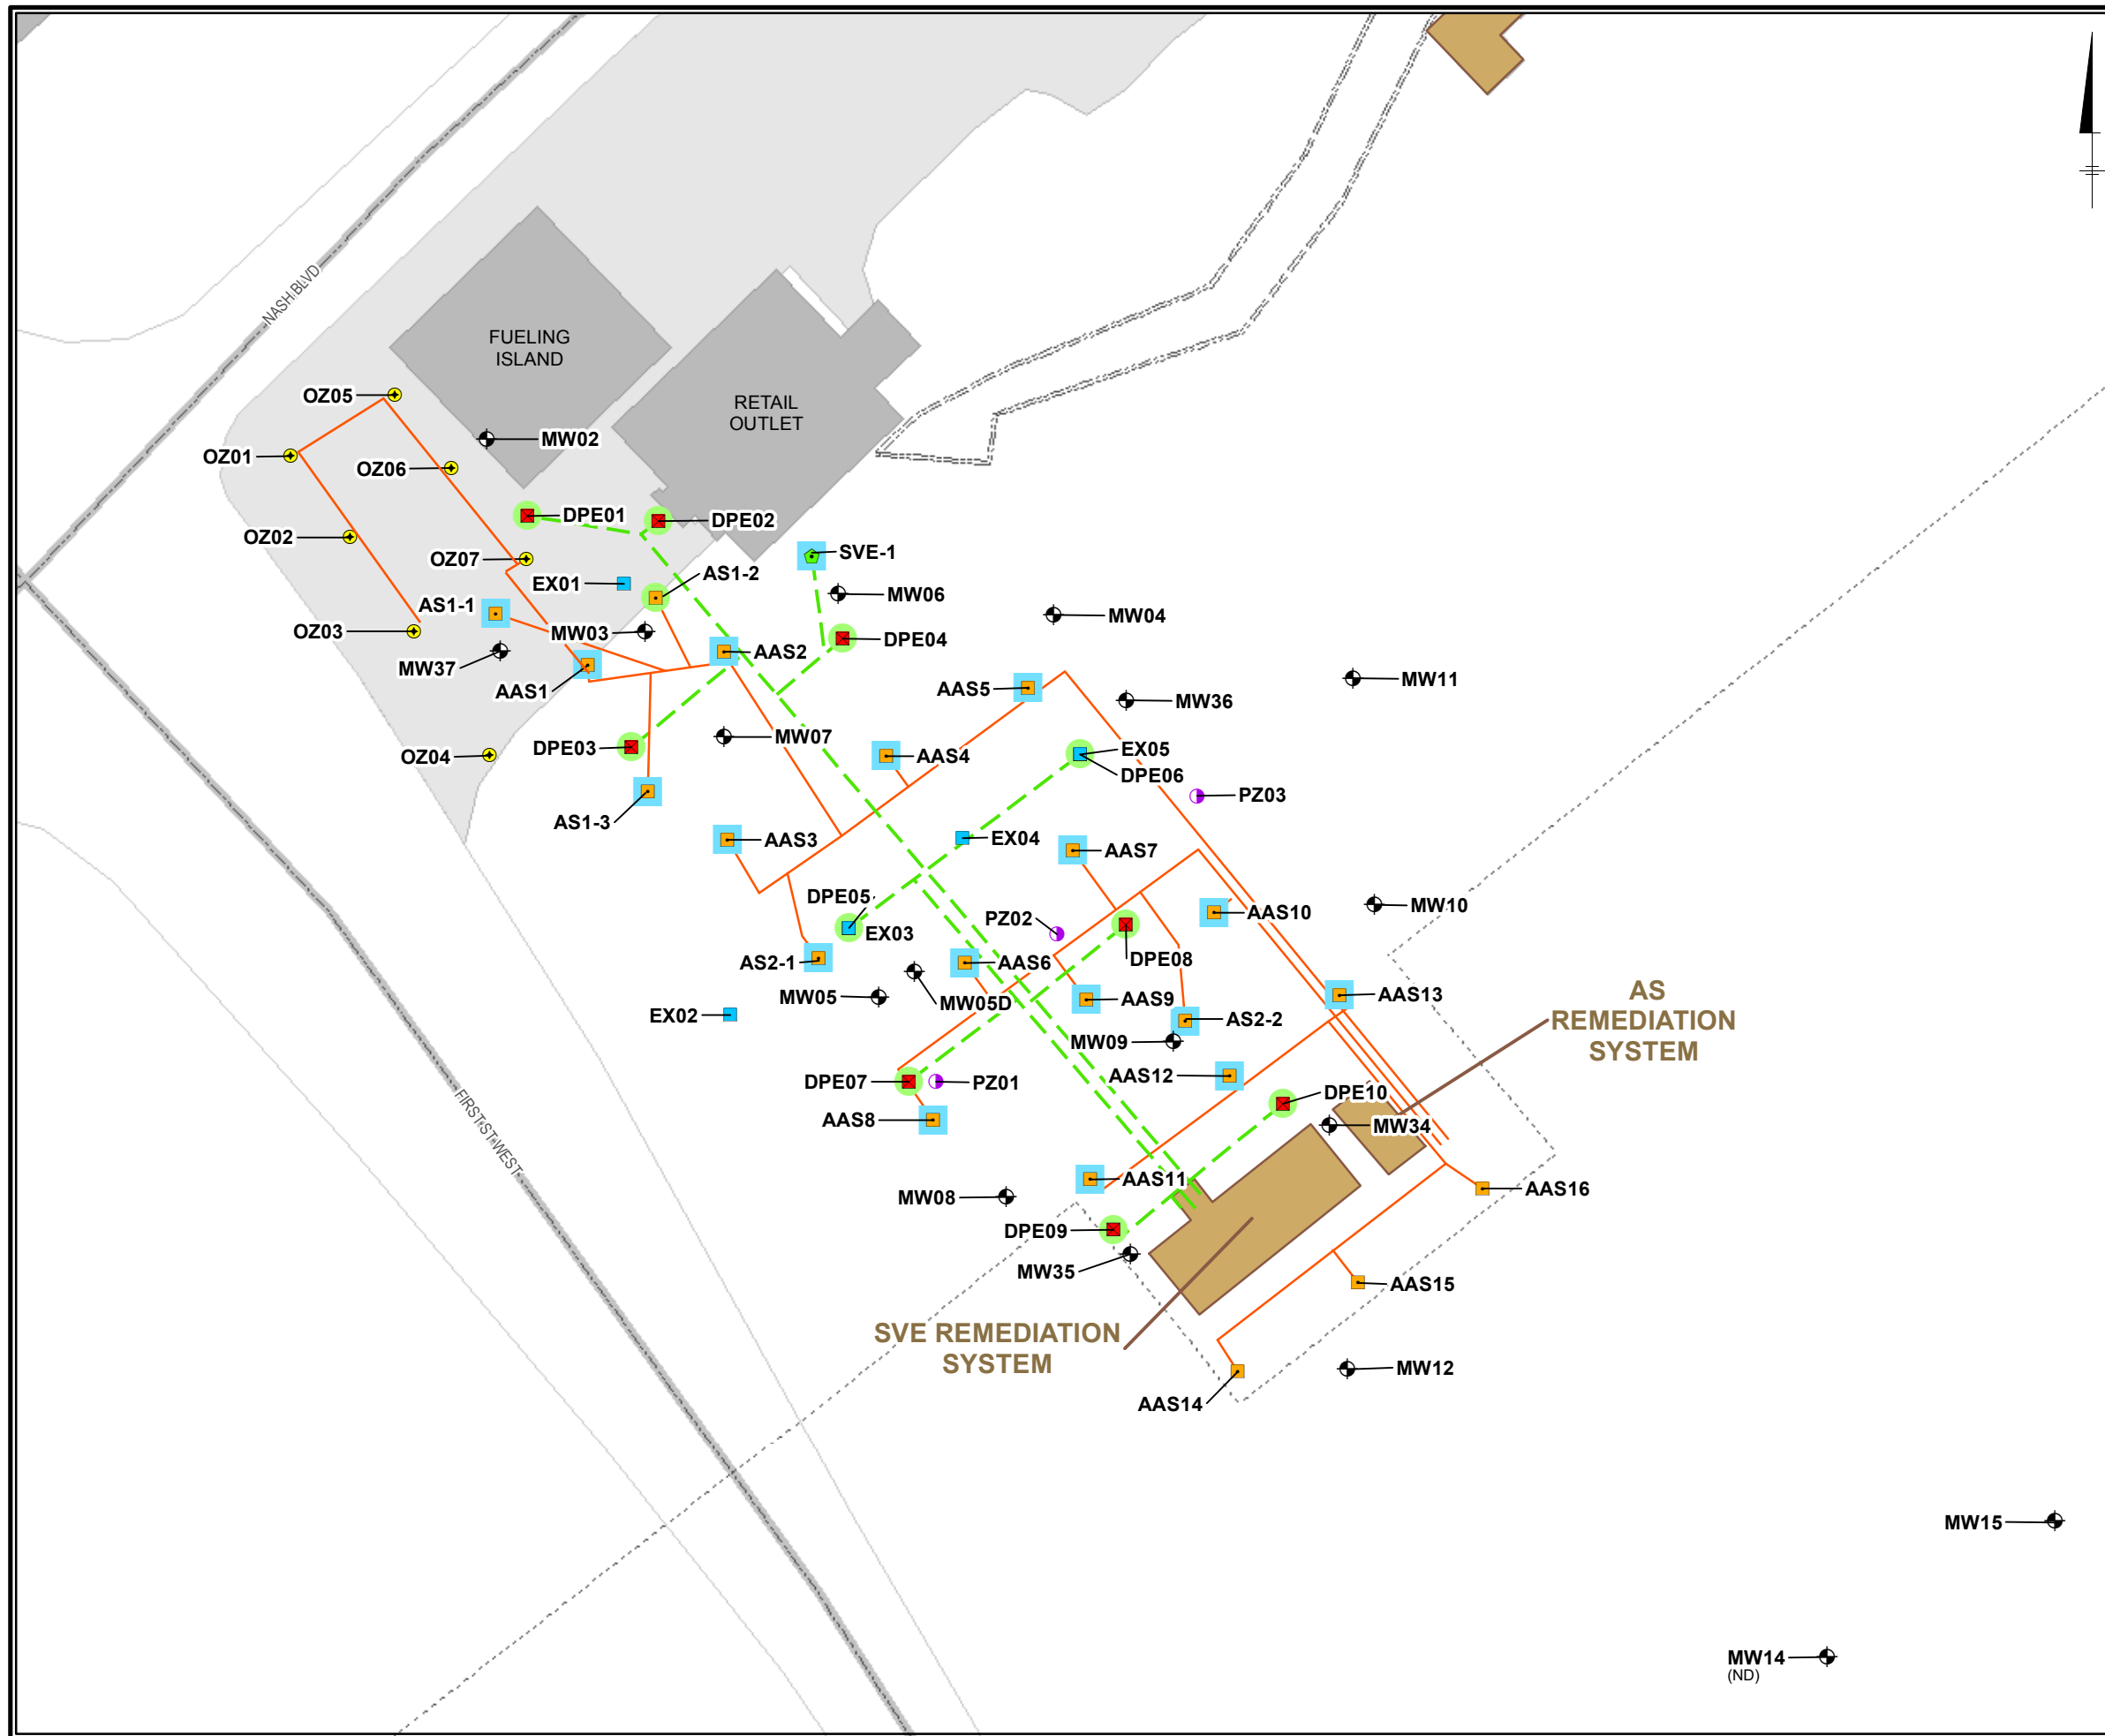 NASH BLVD
FUELING
ISLAND
RETAIL
OUTLET
OZ05
MW02
OZ01
OZ06
DPE01
DPE02
OZ02
OZ07
SVE-1
EX01
AS1-2
MW06
AS1-1
MW04
OZ03
MW03
DPE04
MW37
AAS2
AAS1
AAS5
MW36
MW11
DPE03
MW07
OZ04
AAS4
EX05
DPE06
PZ03
AS1-3
AAS3
EX04
AAS7
DPE05
EX03
PZ02
AAS10
MW10
AS2-1
AAS6
DPE08
MW05
MW05D
AAS9
AAS13
AS
REMEDIATION
SYSTEM
EX02
AS2-2
MW09
DPE07
PZ01
AAS12
DPE10
AAS8
MW34
FIRST ST WEST
AAS11
MW08
AAS16
DPE09
MW35
AAS15
SVE REMEDIATION
SYSTEM
MW12
AAS14
MW15
MW14
(ND)